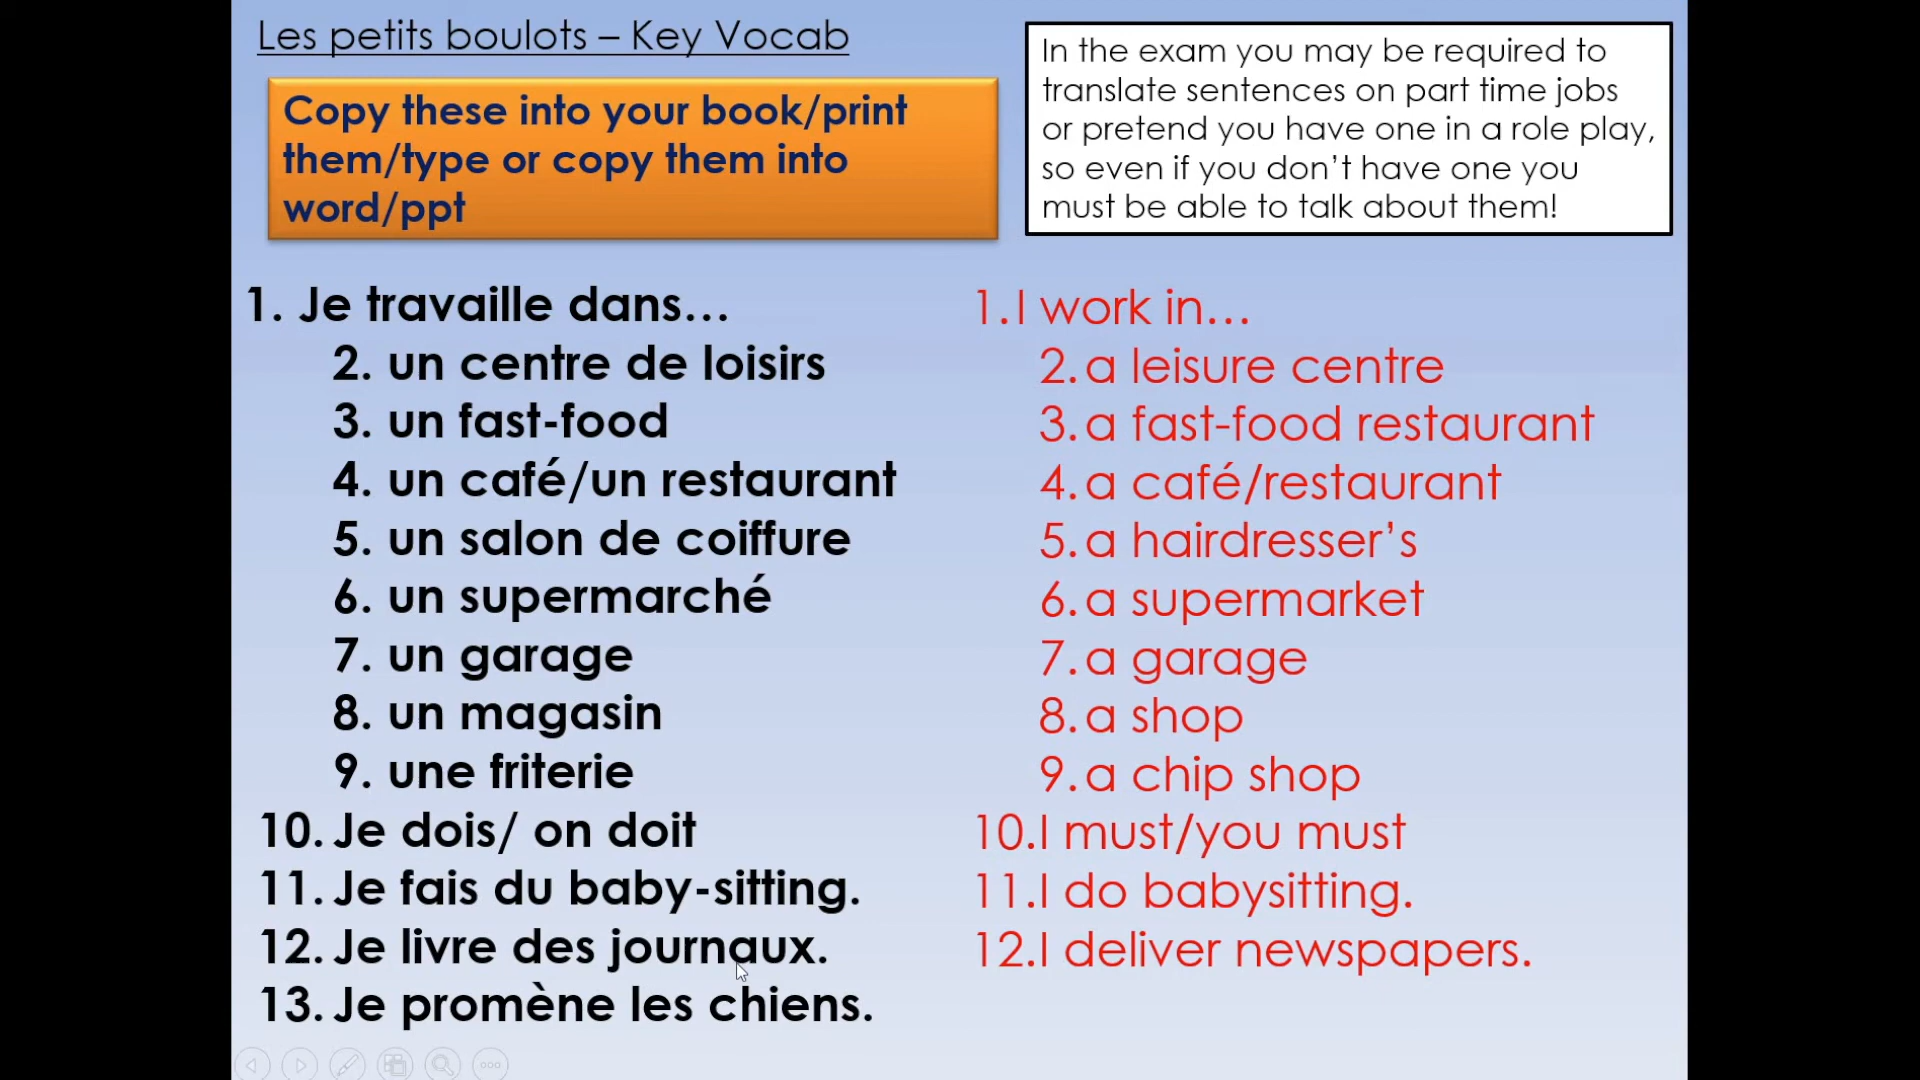 Les petits boulots – Key Vocab
Copy these into your book/print
them/type or copy them into
word/ppt
In the exam you may be required to
translate sentences on part time jobs
or pretend you have one in a role play,
so even if you don’t have one you
must be able to talk about them!
1. Je travaille dans…
2. un centre de loisirs
3. un fast-food
4. un café/un restaurant
5. un salon de coiffure
6. un supermarché
7. un garage
8. un magasin
9. une friterie
10. Je dois/ on doit
11. Je fais du baby-sitting.
12. Je livre des journaux.
13. Je promène les chiens.
1. I work in…
2. a leisure centre
3. a fast-food restaurant
4. a café/restaurant
5. a hairdresser’s
6. a supermarket
7. a garage
8. a shop
9. a chip shop
10. I must/you must
11. I do babysitting.
12. I deliver newspapers.